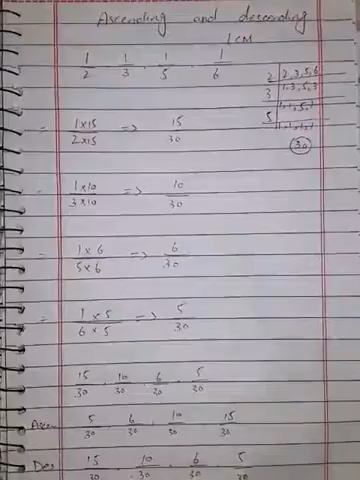 Ascending and descending
LCM
1/2 , 1/3 , 1/5 , 1/6
2 | 2,3,5,6
3 | 1,3,5,3
5 | 1,1,5,1
1,1,1,1
30
= 1×15/2×15 => 15/30
= 1×10/3×10 => 10/30
= 1×6/5×6 => 6/30
= 1×5/6×5 => 5/30
15/30 , 10/30 , 6/30 , 5/30
Ascen 5/30 , 6/30 , 10/30 , 15/30
Des 15/30 , 10/30 , 6/30 , 5/30